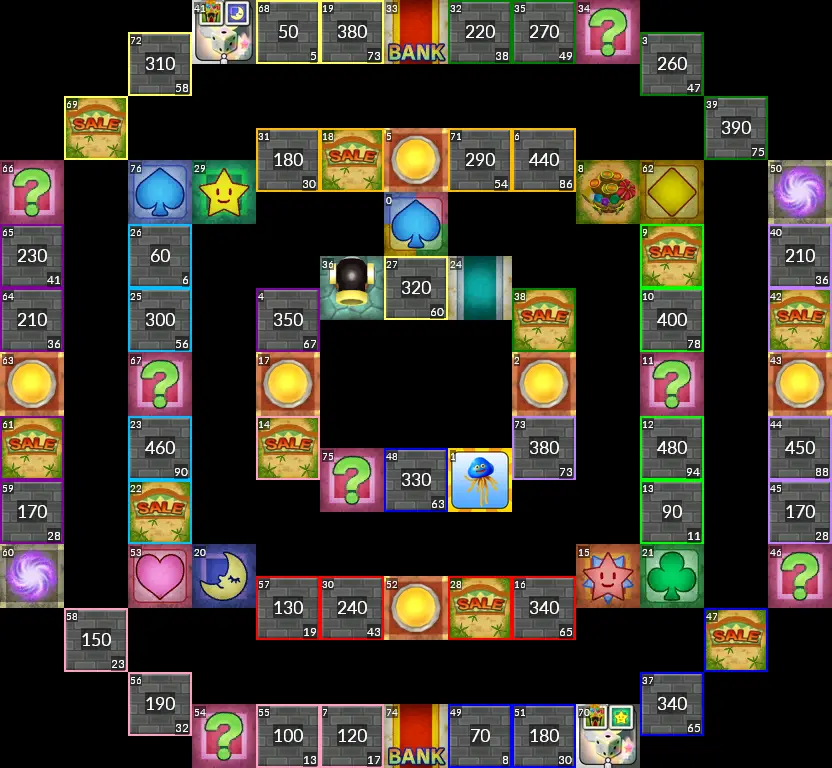 41 68 19 33 32 35 34
50 380 BANK 220 270
5 73 38 49
72 3
310 260
58 47
69 39
SALE 390
75
31 18 5 71 6
180 SALE 290 440
30 54 86
66 76 29 8 62 50
0
65 26 9 40
230 60 SALE 210
41 6 36
36 27 24
320
60
64 25 4 38 10 42
210 300 350 SALE 400 SALE
36 56 67 78
63 67 17 2 11 43
61 23 14 73 12 44
SALE 460 SALE 380 480 450
90 73 94 88
75 48 1
330
63
59 22 13 45
170 SALE 90 170
28 11 28
60 53 20 15 21 46
57 30 52 28 16
130 240 SALE 340
19 43 65
58 47
150 SALE
23
56 37
190 340
32 65
54 55 7 74 49 51 70
100 120 BANK 70 180
13 17 8 30